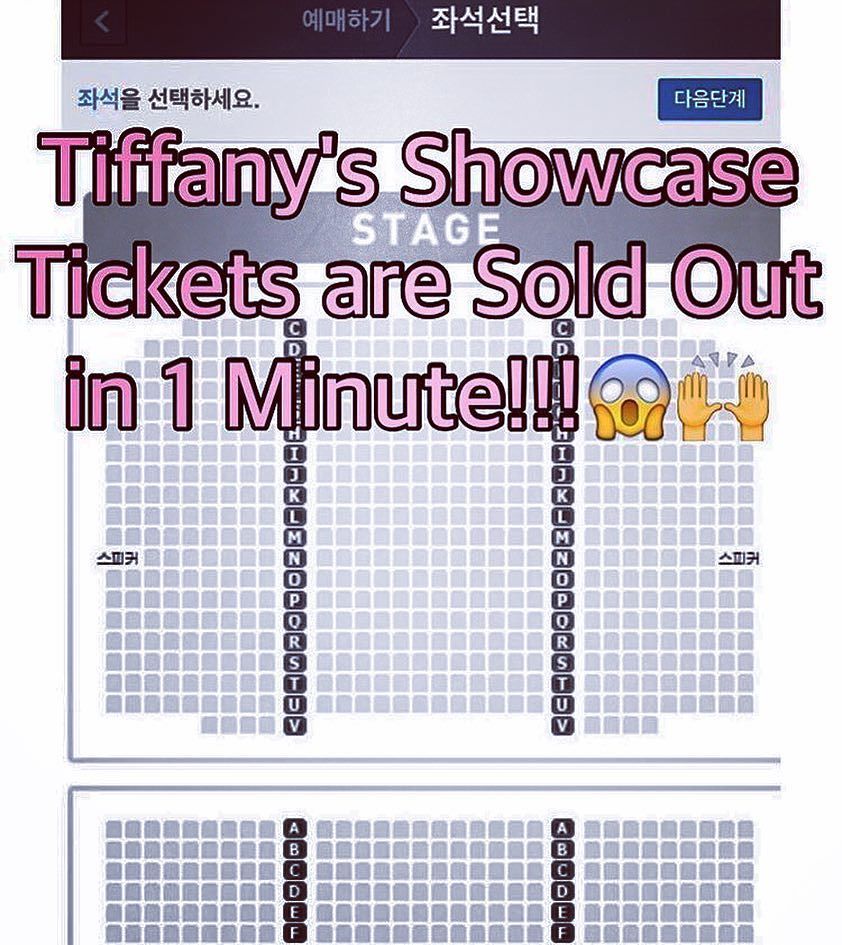 예매하기 좌석선택
좌석을 선택하세요. 다음단계
Tiffany's Showcase
STAGE
Tickets are Sold Out
C C
D D
in 1 Minute!!!😱🙌
H H
I I
J J
K K
L L
M M
스피커 N N 스피커
O O
P P
Q Q
R R
S S
T T
U U
V V
A A
B B
C C
D D
E E
F F